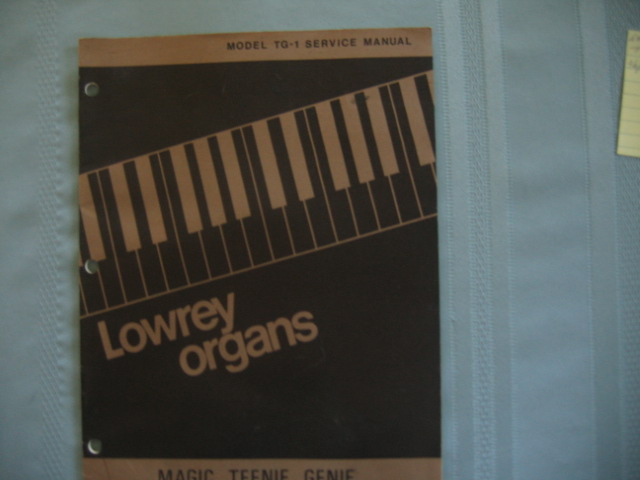 MODEL TG-1 SERVICE MANUAL
Lowrey
organs
MAGIC TEENIE GENIE